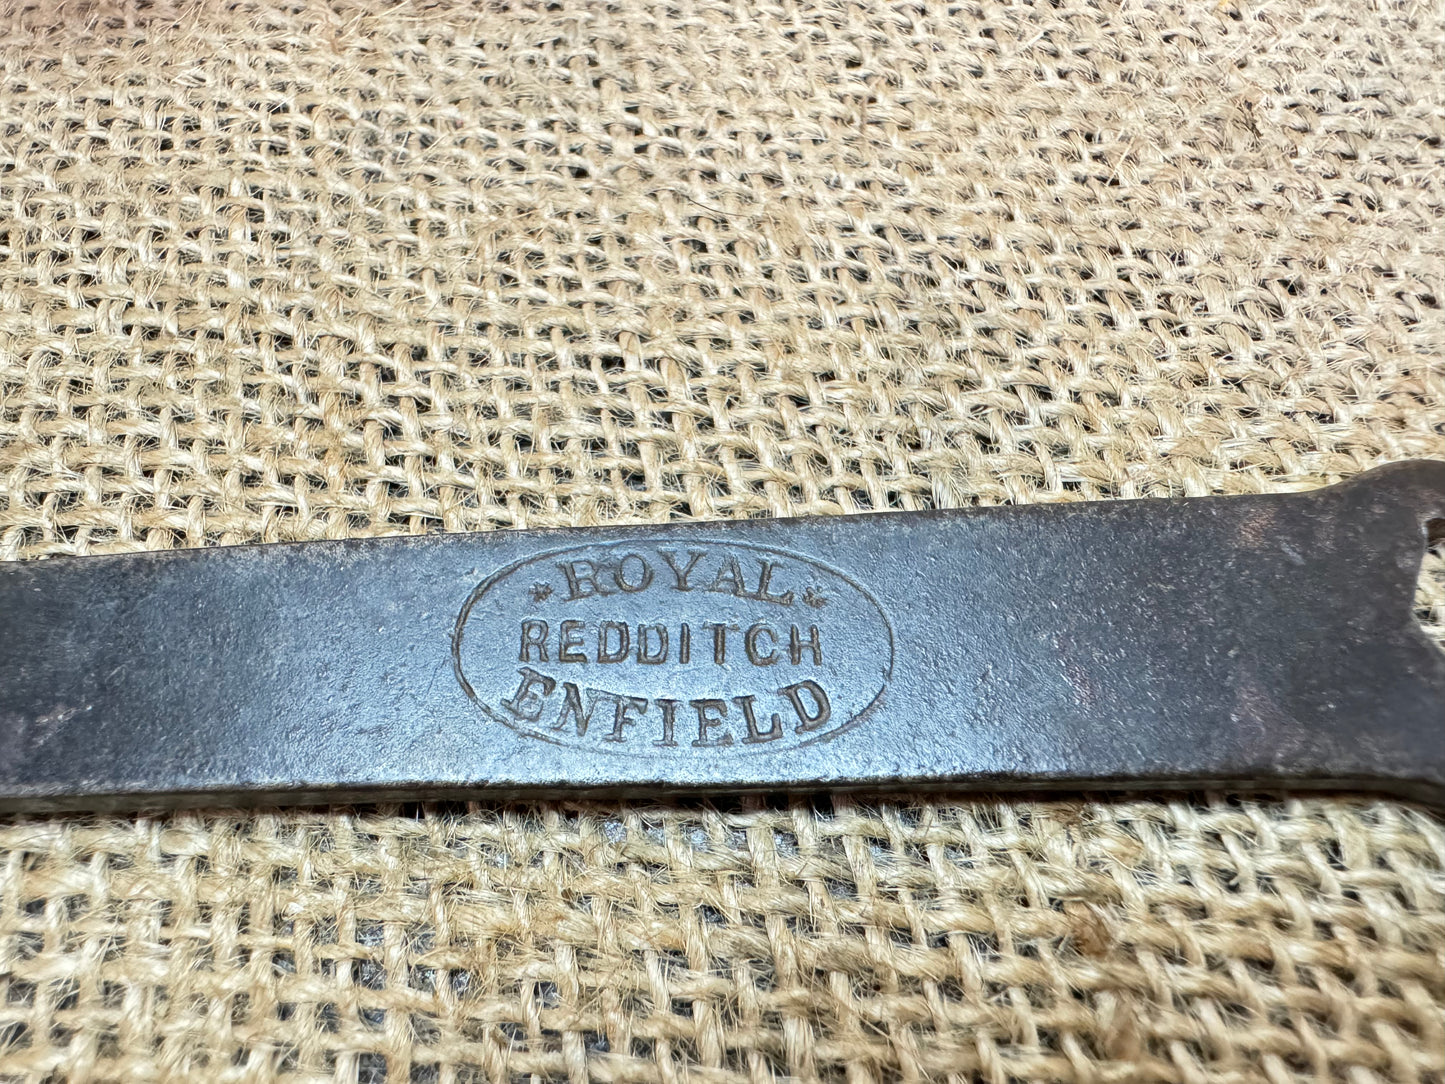 * ROYAL *
REDDITCH
ENFIELD